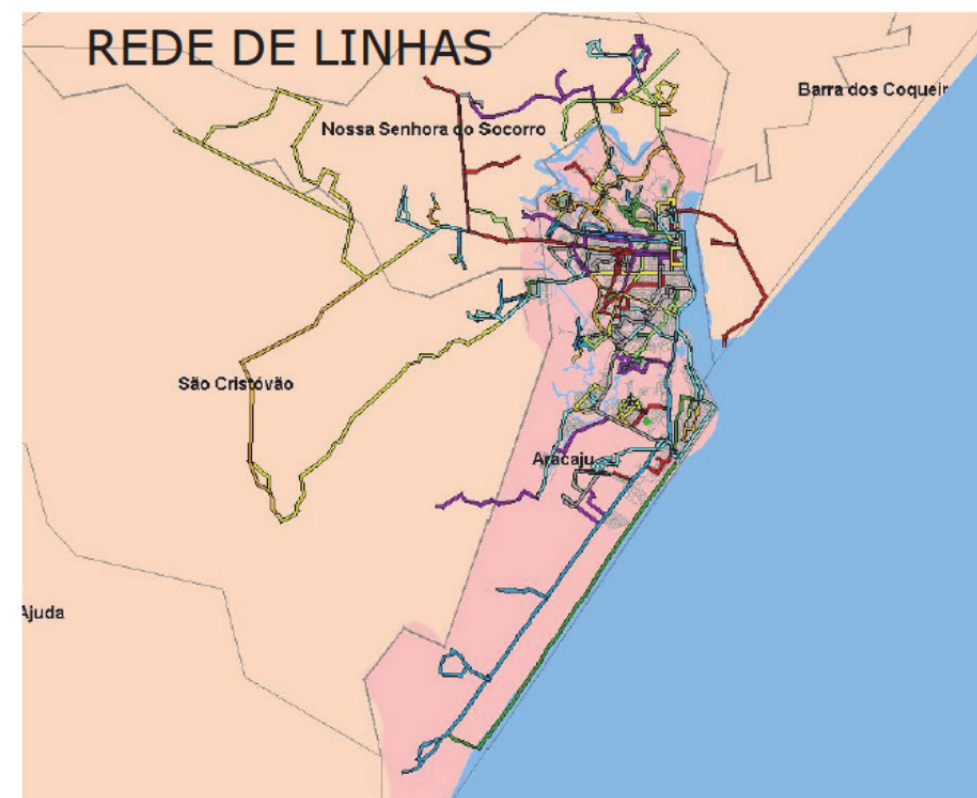 REDE DE LINHAS
Barra dos Coqueir
Nossa Senhora do Socorro
São Cristóvão
Aracaju
Ajuda